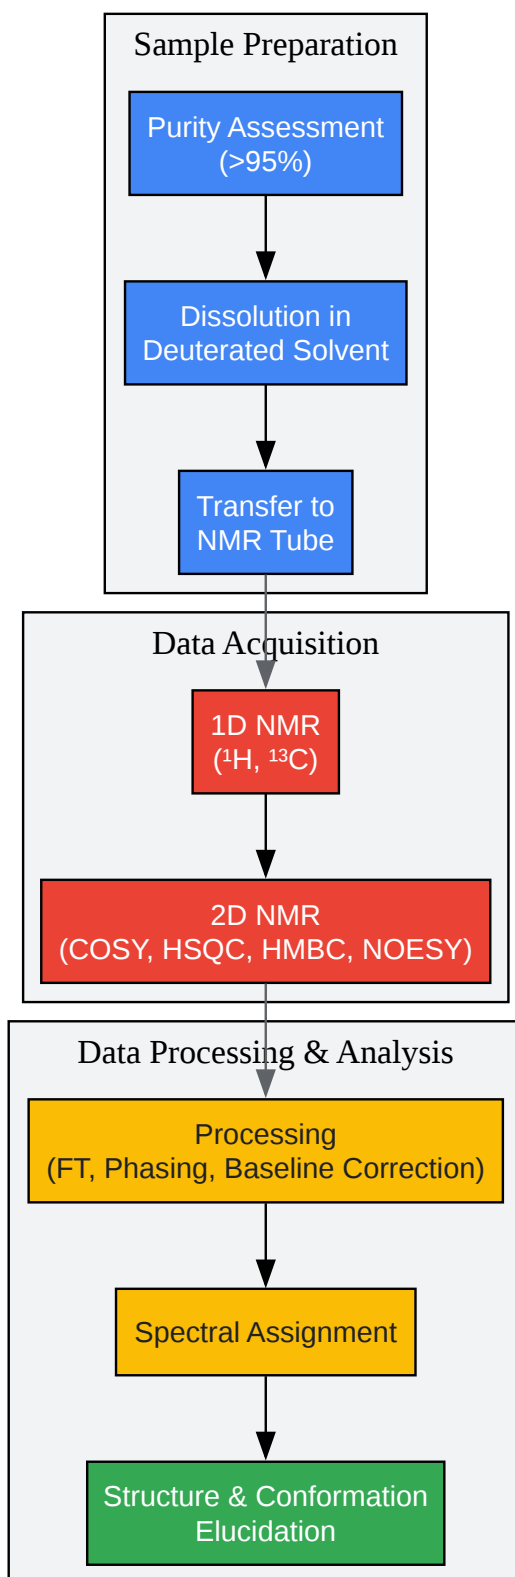 Sample Preparation
Purity Assessment
(>95%)
Dissolution in
Deuterated Solvent
Transfer to
NMR Tube
Data Acquisition
1D NMR
(¹H, ¹³C)
2D NMR
(COSY, HSQC, HMBC, NOESY)
Data Processing & Analysis
Processing
(FT, Phasing, Baseline Correction)
Spectral Assignment
Structure & Conformation
Elucidation